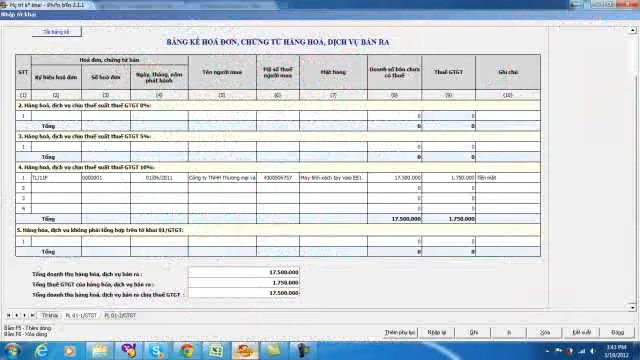 Hỗ trợ kê khai - Phiên bản 3.1.1
Nhập tờ khai
Tải bảng kê
BẢNG KÊ HOÁ ĐƠN, CHỨNG TỪ HÀNG HOÁ, DỊCH VỤ BÁN RA
STT Hoá đơn, chứng từ bán Tên người mua Mã số thuế người mua Mặt hàng Doanh số bán chưa có thuế Thuế GTGT Ghi chú
Ký hiệu hoá đơn Số hoá đơn Ngày, tháng, năm phát hành
(1) (2) (3) (4) (5) (6) (7) (8) (9) (10)
2. Hàng hoá, dịch vụ chịu thuế suất thuế GTGT 0%:
1 0 0
Tổng 0 0
3. Hàng hoá, dịch vụ chịu thuế suất thuế GTGT 5%:
1 0 0
Tổng 0 0
4. Hàng hoá, dịch vụ chịu thuế suất thuế GTGT 10%:
1 TL/11P 0000001 01/06/2011 Công ty TNHH Thương mại và Máy tính xách tay vaio EE1 17.500.000 1.750.000 Tiền mặt
2 0 0
3 0 0
4 0 0
Tổng 17.500.000 1.750.000
5. Hàng hóa, dịch vụ không phải tổng hợp trên tờ khai 01/GTGT:
1 0 0
Tổng 0 0
Tổng doanh thu hàng hóa, dịch vụ bán ra : 17.500.000
Tổng thuế GTGT của hàng hóa, dịch vụ bán ra : 1.750.000
Tổng doanh thu hàng hóa, dịch vụ bán ra chịu thuế GTGT : 17.500.000
Tờ khai PL 01-1/GTGT PL 01-2/GTGT
Bấm F5 - Thêm dòng
Bấm F6 - Xóa dòng
Thêm phụ lục Nhập lại Ghi In Xóa Kết xuất Đóng
1:43 PM
3/19/2012